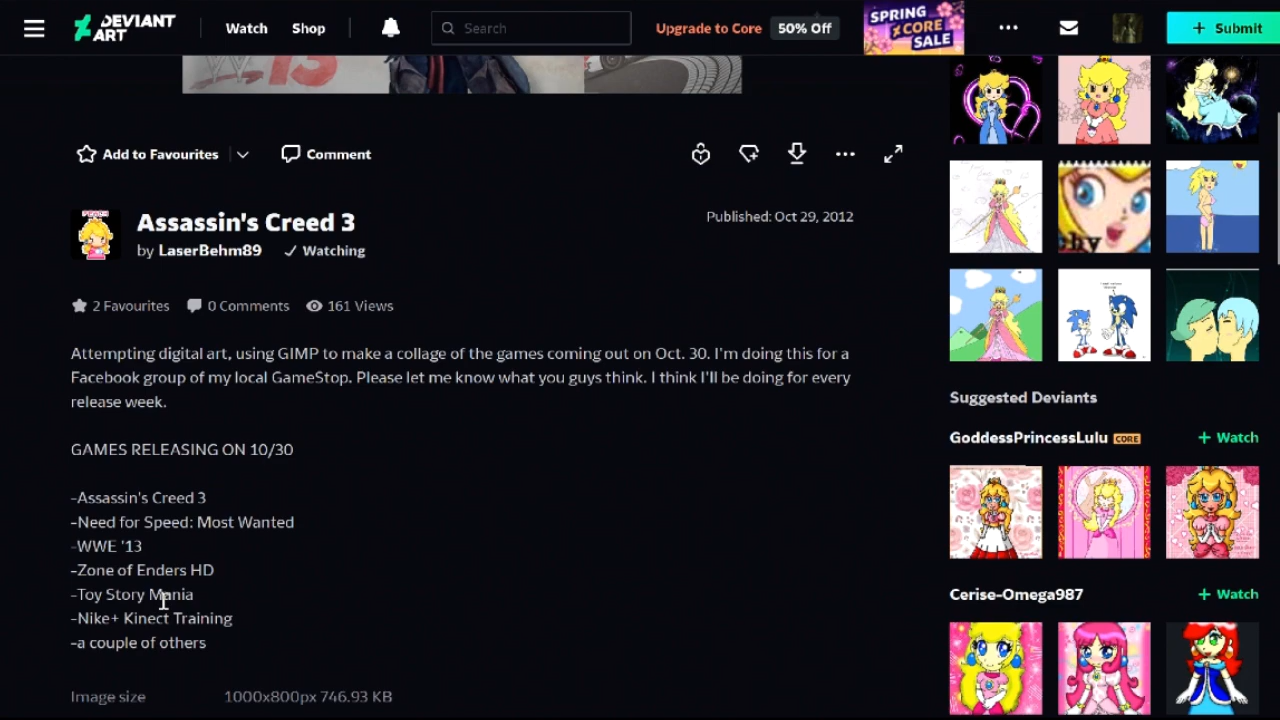 DEVIANT ART
Watch
Shop
Search
Upgrade to Core
50% Off
SPRING CORE SALE
+ Submit
13
Add to Favourites
Comment
Assassin's Creed 3
by LaserBehm89
Watching
Published: Oct 29, 2012
2 Favourites
0 Comments
161 Views
Attempting digital art, using GIMP to make a collage of the games coming out on Oct. 30. I'm doing this for a
Facebook group of my local GameStop. Please let me know what you guys think. I think I'll be doing for every
release week.
GAMES RELEASING ON 10/30
-Assassin's Creed 3
-Need for Speed: Most Wanted
-WWE '13
-Zone of Enders HD
-Toy Story Mania
-Nike+ Kinect Training
-a couple of others
Image size
1000x800px 746.93 KB
by
Suggested Deviants
GoddessPrincessLulu CORE
+ Watch
Cerise-Omega987
+ Watch